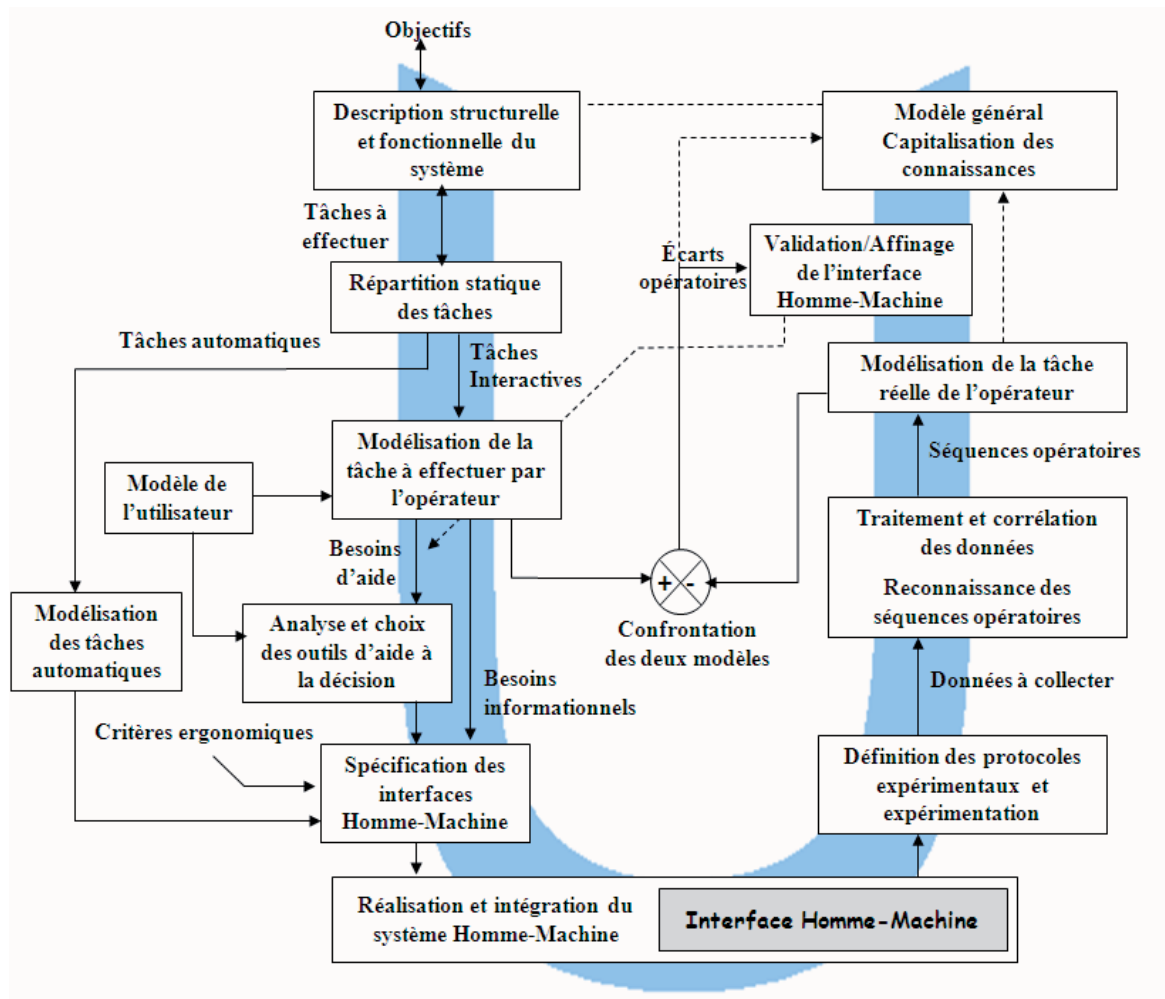 Objectifs
Description structurelle
et fonctionnelle du
système
Modèle général
Capitalisation des
connaissances
Tâches à
effectuer
Écarts
opératoires
Validation/Affinage
de l'interface
Homme-Machine
Répartition statique
des tâches
Tâches automatiques
Tâches
Interactives
Modélisation de la tâche
réelle de l'opérateur
Séquences opératoires
Modélisation de la
tâche à effectuer par
l'opérateur
Modèle de
l'utilisateur
Traitement et corrélation
des données
Reconnaissance des
séquences opératoires
Besoins
d'aide
+ -
Confrontation
des deux modèles
Modélisation
des tâches
automatiques
Analyse et choix
des outils d'aide à
la décision
Besoins
informationnels
Données à collecter
Critères ergonomiques
Spécification des
interfaces
Homme-Machine
Définition des protocoles
expérimentaux et
expérimentation
Réalisation et intégration du
système Homme-Machine
Interface Homme-Machine